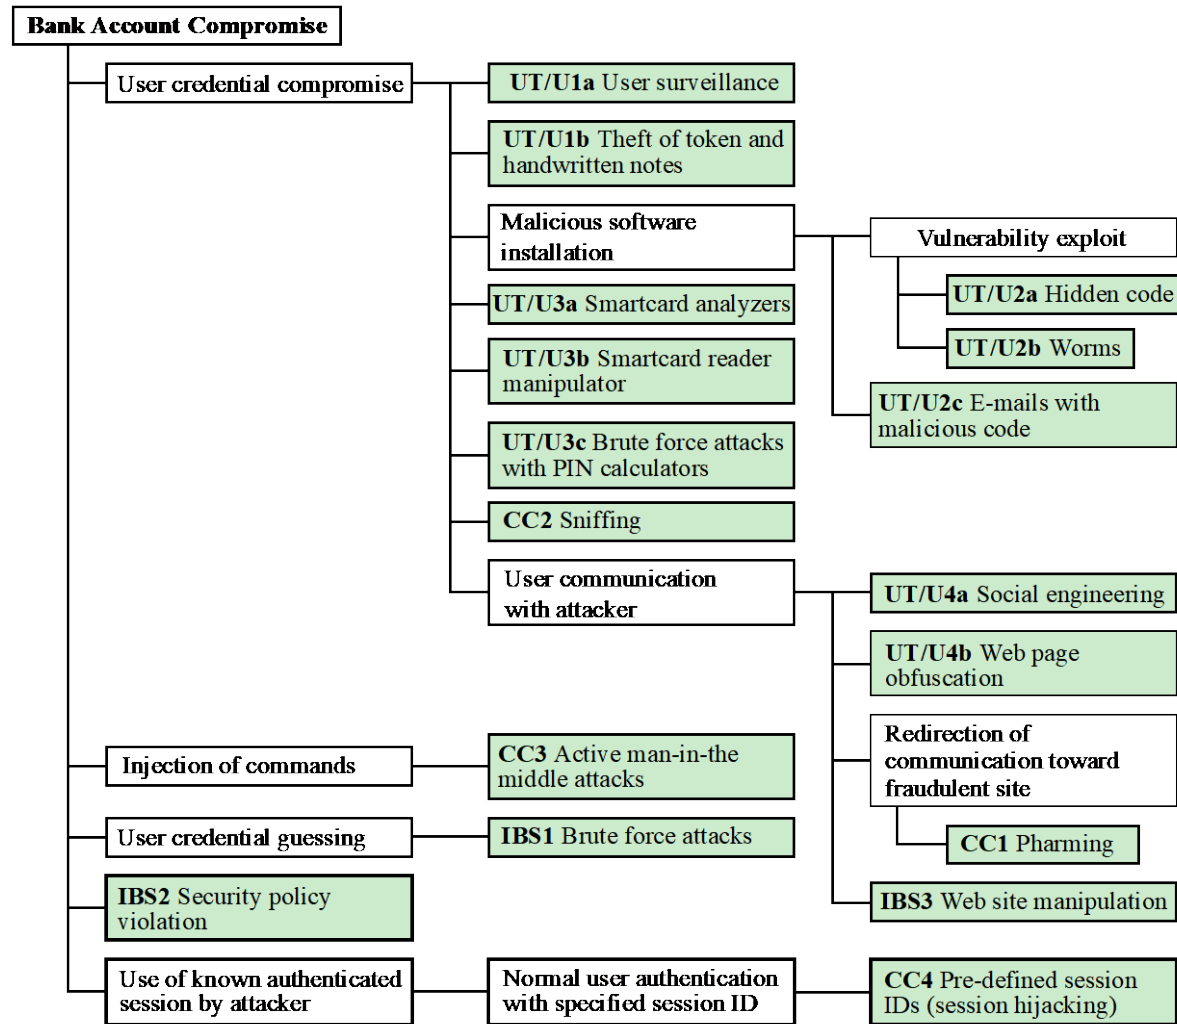 Bank Account Compromise
User credential compromise
UT/U1a User surveillance
UT/U1b Theft of token and
handwritten notes
Malicious software
installation
Vulnerability exploit
UT/U2a Hidden code
UT/U2b Worms
UT/U2c E-mails with
malicious code
UT/U3a Smartcard analyzers
UT/U3b Smartcard reader
manipulator
UT/U3c Brute force attacks
with PIN calculators
CC2 Sniffing
User communication
with attacker
UT/U4a Social engineering
UT/U4b Web page
obfuscation
Redirection of
communication toward
fraudulent site
CC1 Pharming
IBS3 Web site manipulation
Injection of commands
CC3 Active man-in-the
middle attacks
User credential guessing
IBS1 Brute force attacks
IBS2 Security policy
violation
Use of known authenticated
session by attacker
Normal user authentication
with specified session ID
CC4 Pre-defined session
IDs (session hijacking)